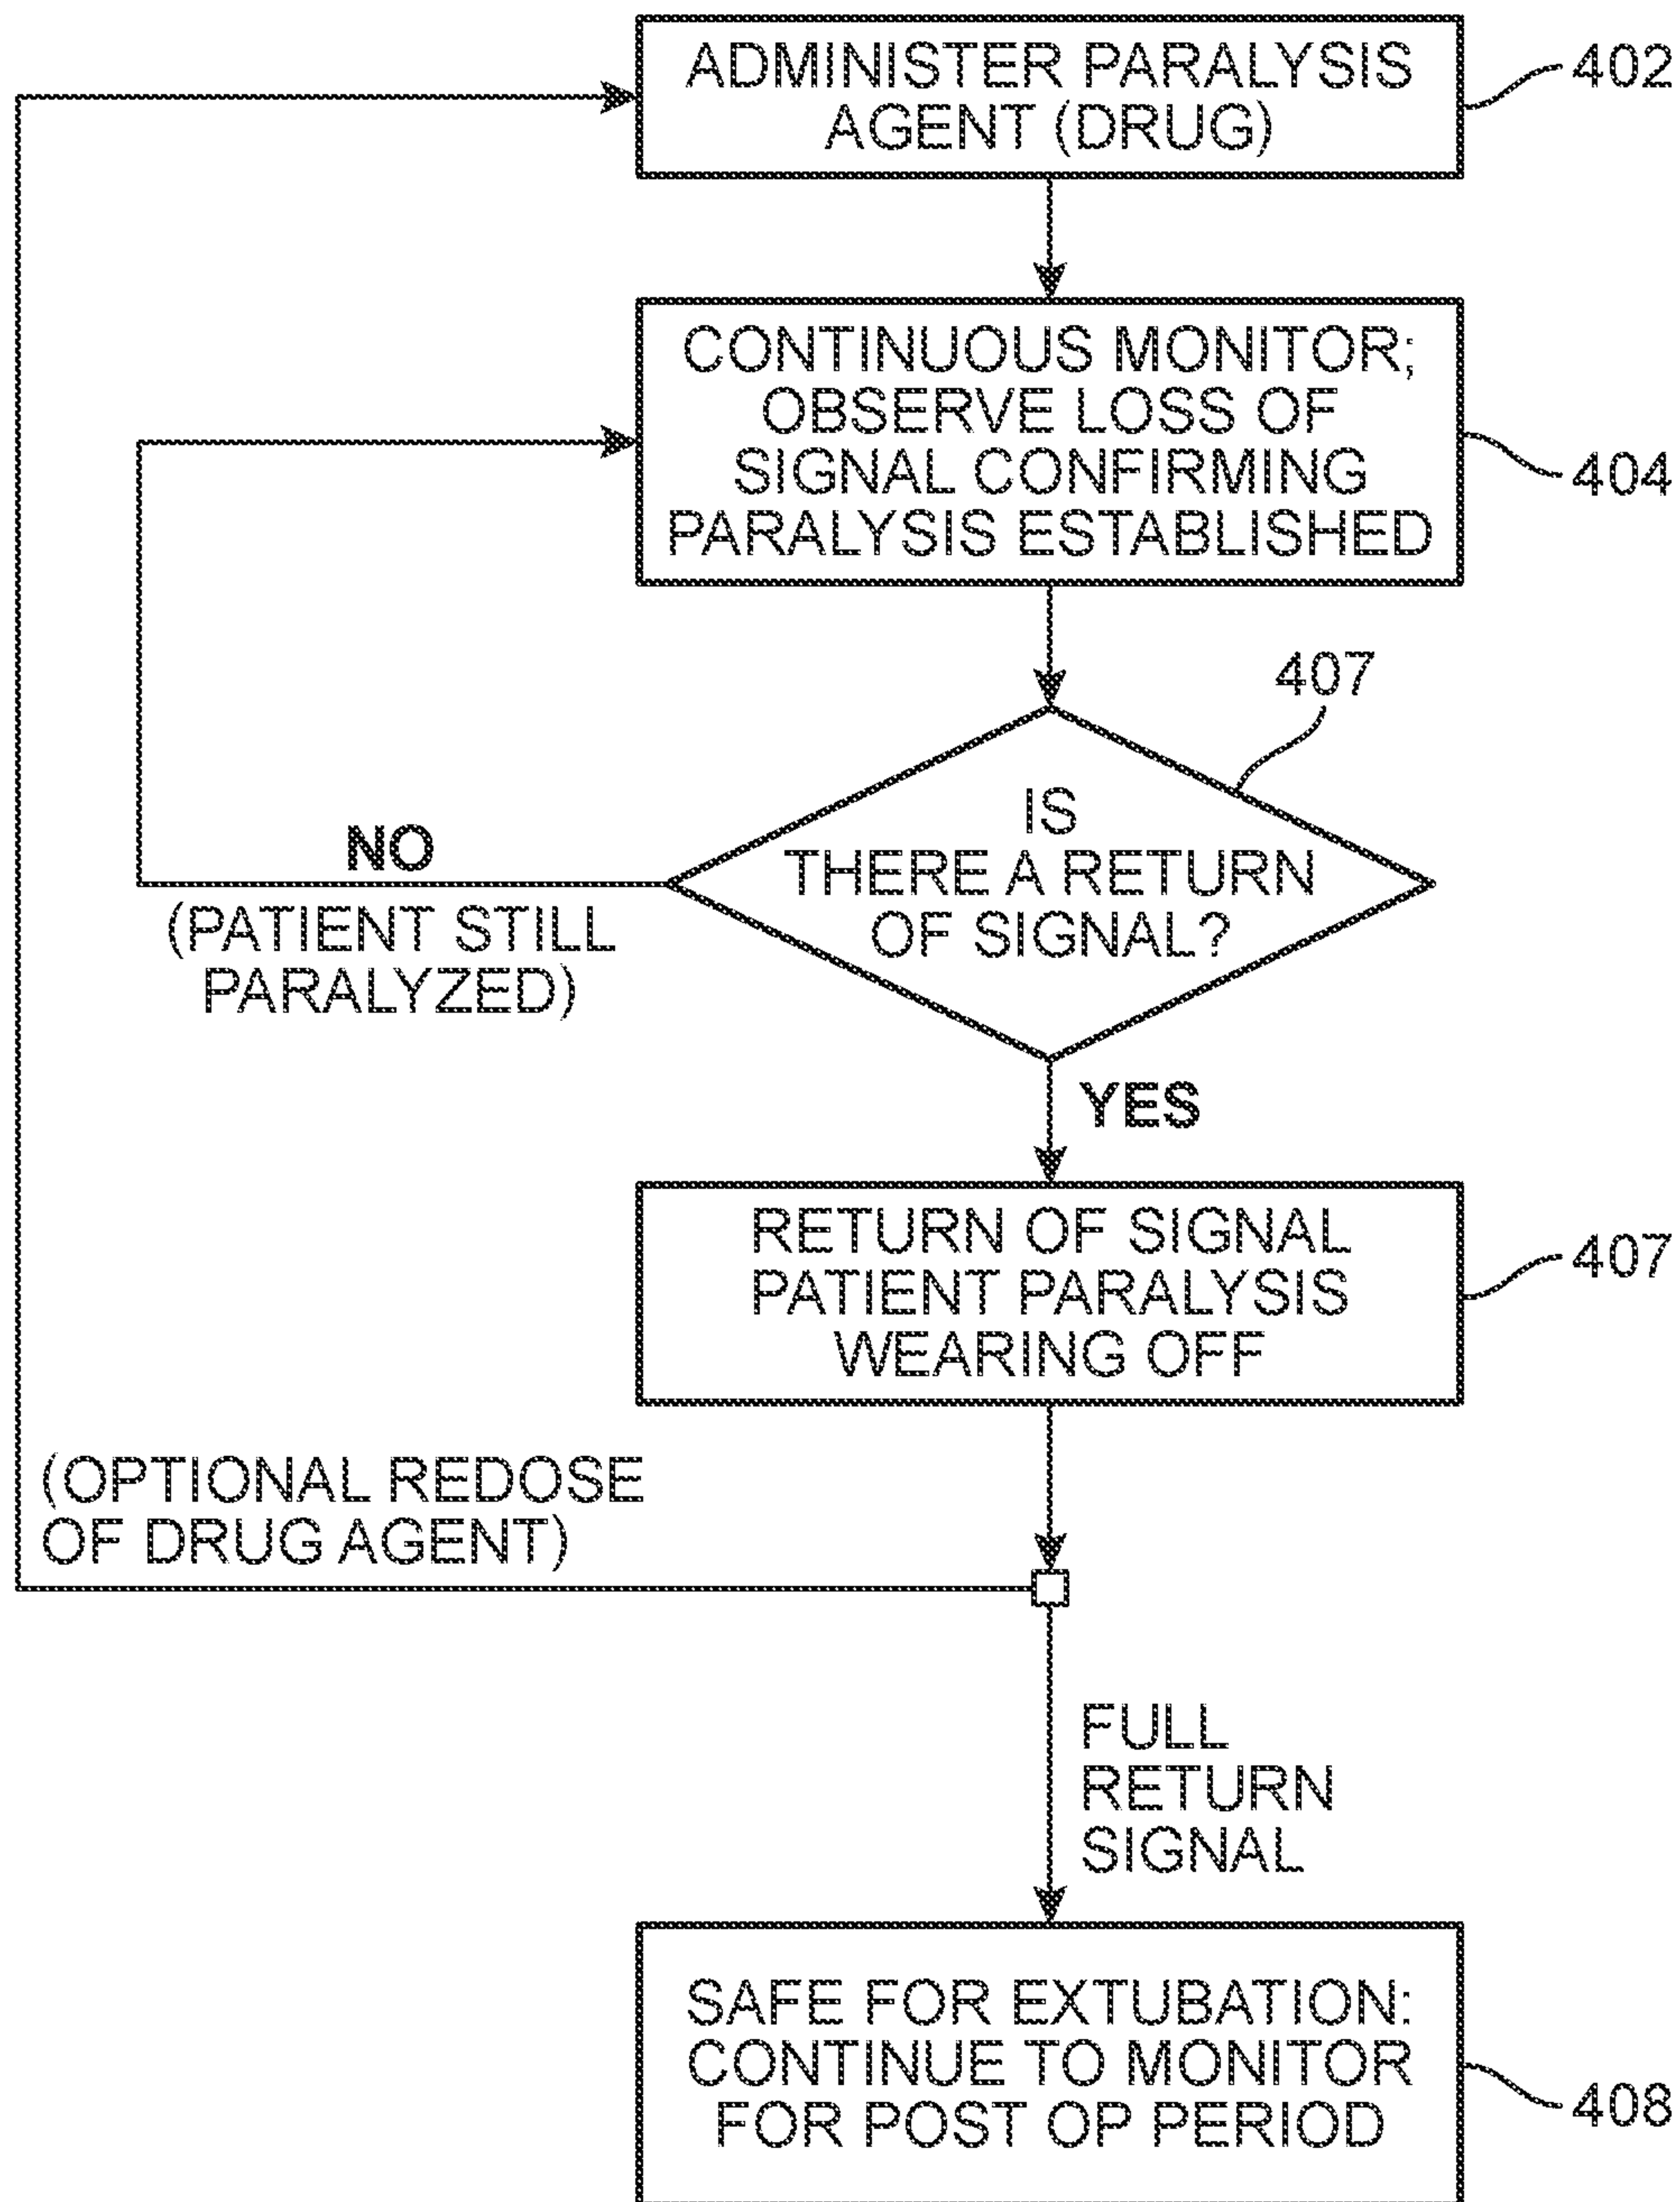 ADMINISTER PARALYSIS
AGENT (DRUG)
402
CONTINUOUS MONITOR;
OBSERVE LOSS OF
SIGNAL CONFIRMING
PARALYSIS ESTABLISHED
404
407
IS
THERE A RETURN
OF SIGNAL?
NO
(PATIENT STILL
PARALYZED)
YES
RETURN OF SIGNAL
PATIENT PARALYSIS
WEARING OFF
407
(OPTIONAL REDOSE
OF DRUG AGENT)
FULL
RETURN
SIGNAL
SAFE FOR EXTUBATION:
CONTINUE TO MONITOR
FOR POST OP PERIOD
408